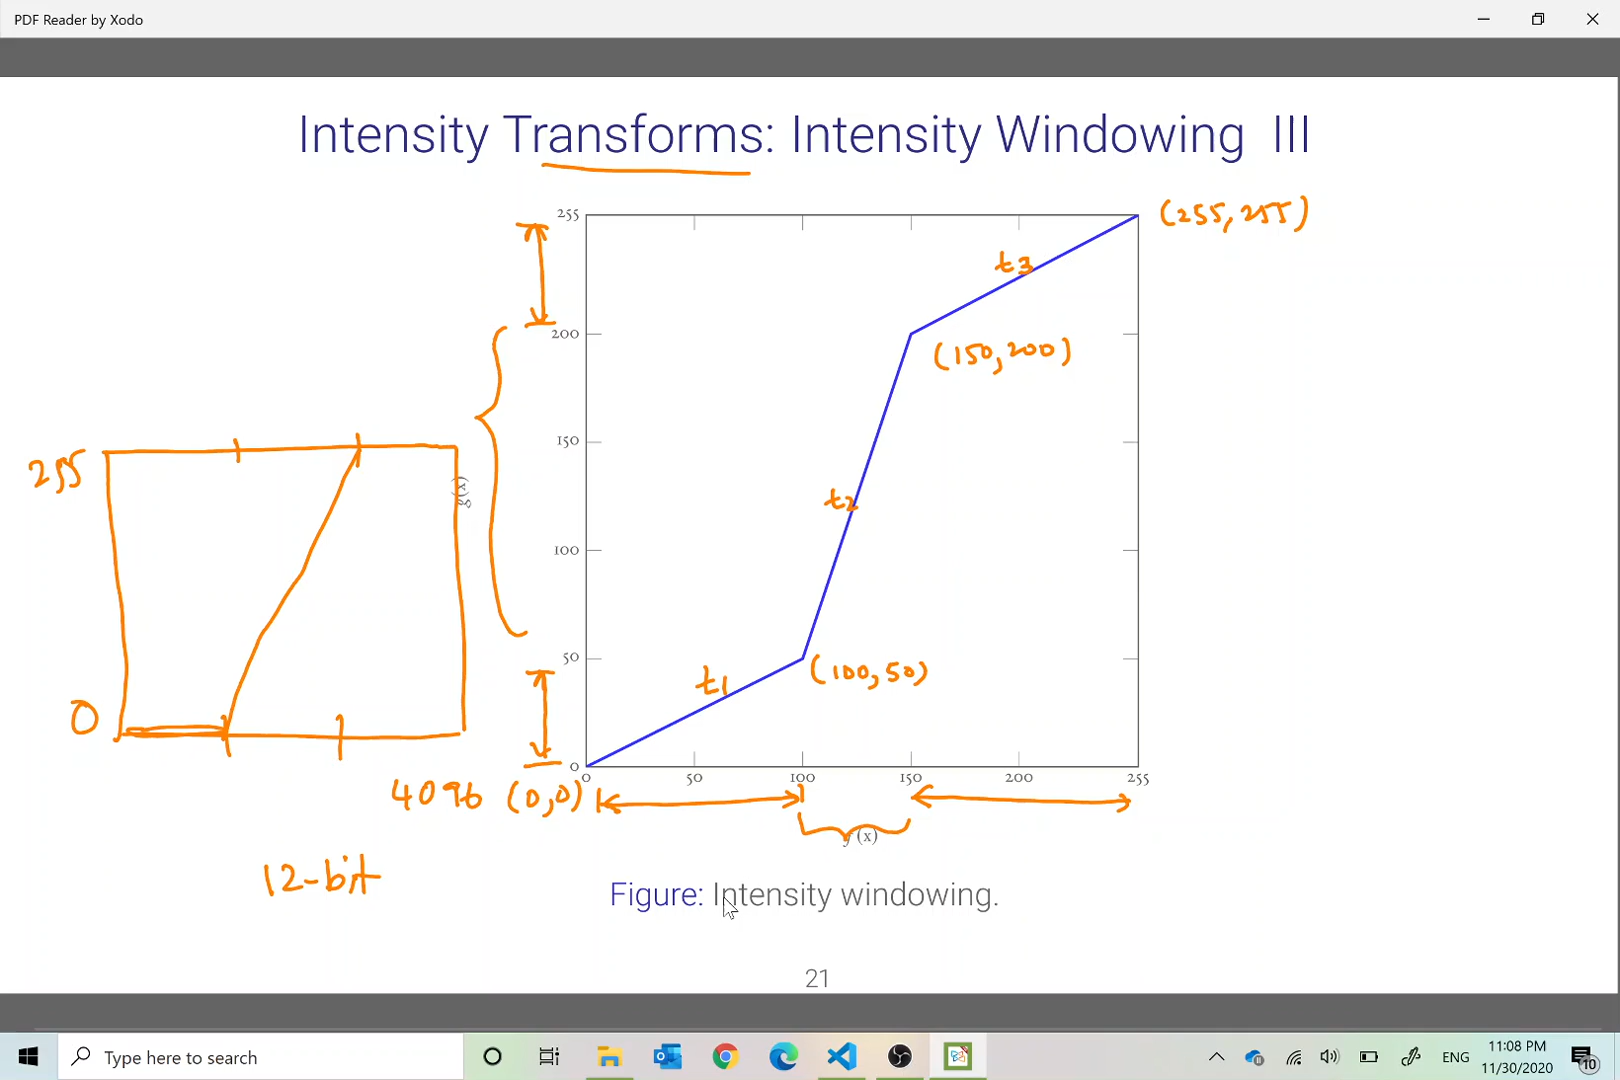 PDF Reader by Xodo
Intensity Transforms: Intensity Windowing III
255
(255,255)
t3
200
(150,200)
150
255
g(x)
t2
100
50
t1
(100,50)
0
0
0
50
100
150
200
255
4096
(0,0)
f(x)
12-bit
Figure: Intensity windowing.
21
Type here to search
ENG
11:08 PM
11/30/2020
10